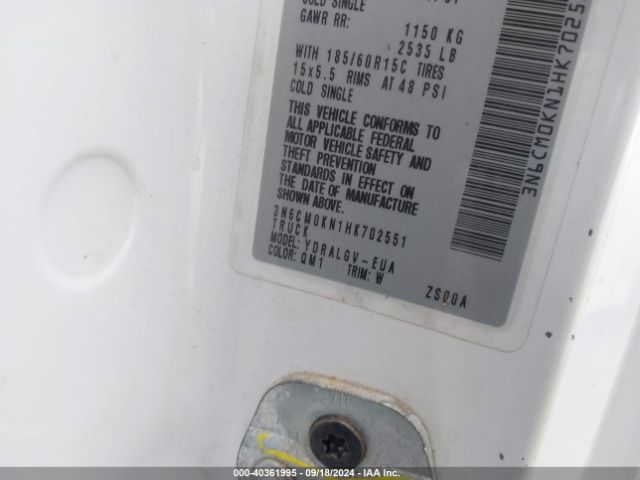 COLD SINGLE
GAWR RR: 1150 KG
2535 LB
WITH 185/60R15C TIRES
15x5.5 RIMS AT 48 PSI
COLD SINGLE
THIS VEHICLE CONFORMS TO
ALL APPLICABLE FEDERAL
MOTOR VEHICLE SAFETY AND
THEFT PREVENTION
STANDARDS IN EFFECT ON
THE DATE OF MANUFACTURE
SHOWN ABOVE.
3N6CM0KN1HK702551
TRUCK
MODEL: YDRALGV-EUA
COLOR: QM1 TRIM: W
ZS00A
3N6CM0KN1HK7025
000-40361995 - 09/18/2024 - IAA Inc.